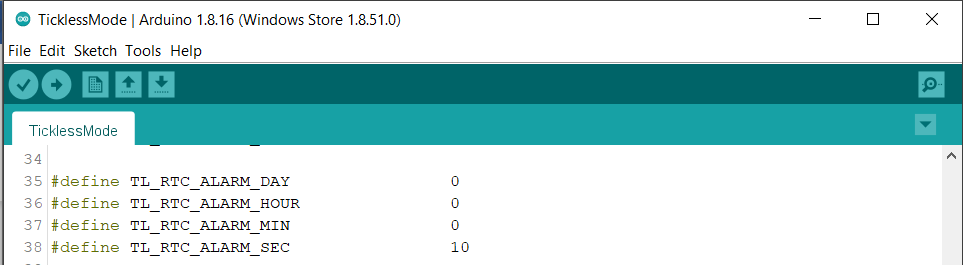 TicklessMode | Arduino 1.8.16 (Windows Store 1.8.51.0)
File Edit Sketch Tools Help
TicklessMode
34
35 #define TL_RTC_ALARM_DAY 0
36 #define TL_RTC_ALARM_HOUR 0
37 #define TL_RTC_ALARM_MIN 0
38 #define TL_RTC_ALARM_SEC 10